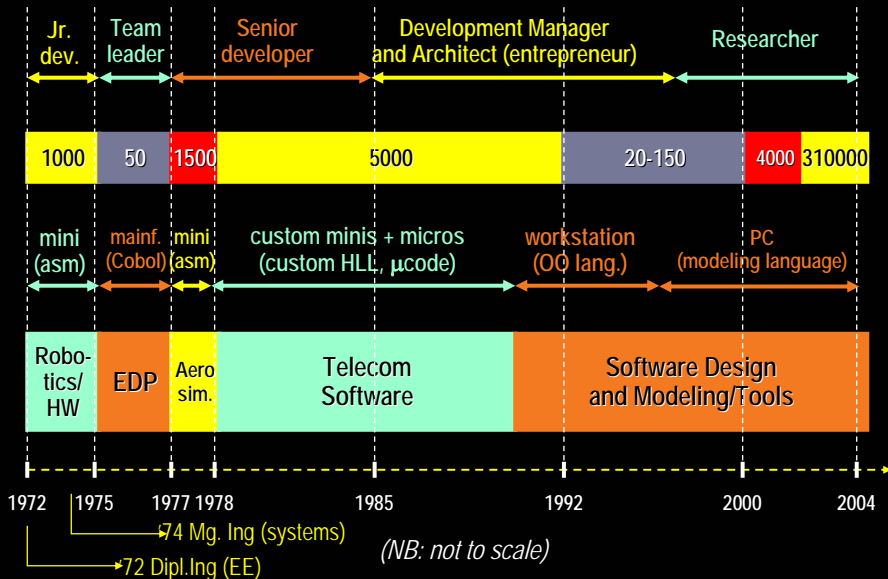 Jr.
dev.
Team
leader
Senior
developer
Development Manager
and Architect (entrepreneur)
Researcher
1000
50
1500
5000
20-150
4000
310000
mini
(asm)
mainf.
(Cobol)
mini
(asm)
custom minis + micros
(custom HLL, µcode)
workstation
(OO lang.)
PC
(modeling language)
Robo-
tics/
HW
EDP
Aero
sim.
Telecom
Software
Software Design
and Modeling/Tools
1972
1975
1977
1978
1985
1992
2000
2004
'74 Mg. Ing (systems)
'72 Dipl.Ing (EE)
(NB: not to scale)